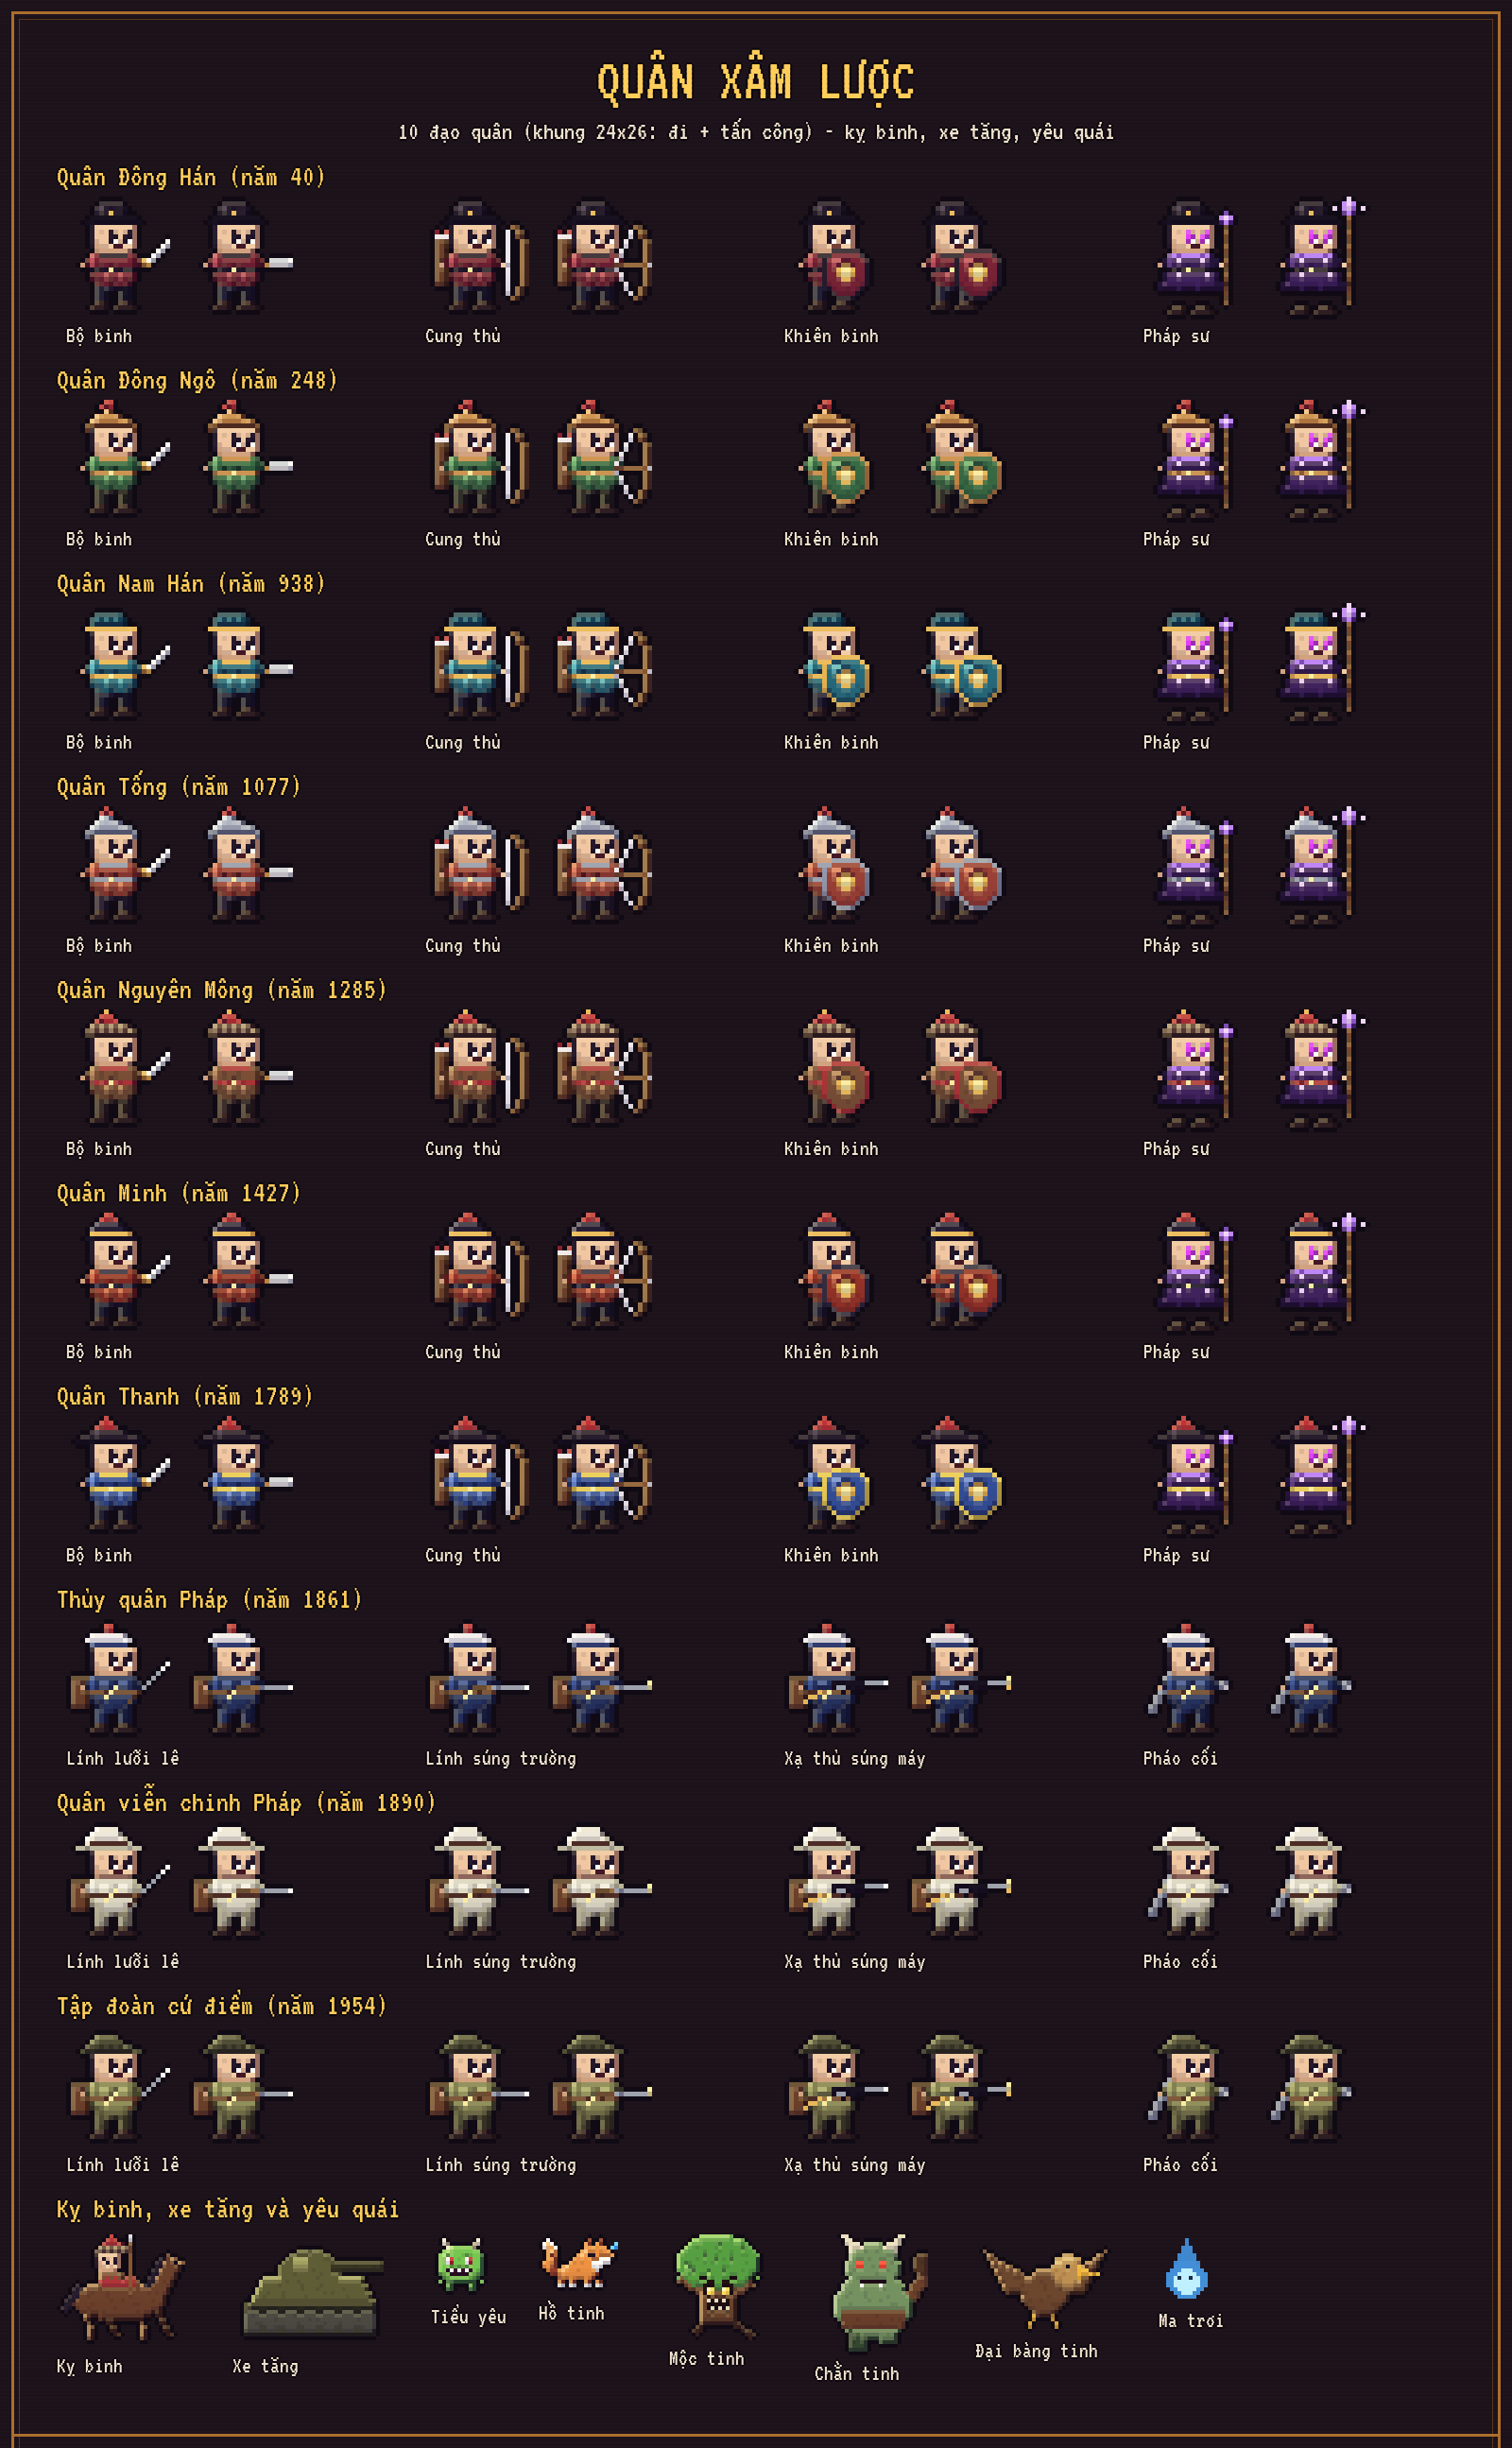 QUÂN XÂM LƯỢC
10 đạo quân (khung 24x26: đi + tấn công) - kỵ binh, xe tăng, yêu quái
Quân Đông Hán (năm 40)
Bộ binh Cung thủ Khiên binh Pháp sư
Quân Đông Ngô (năm 248)
Bộ binh Cung thủ Khiên binh Pháp sư
Quân Nam Hán (năm 938)
Bộ binh Cung thủ Khiên binh Pháp sư
Quân Tống (năm 1077)
Bộ binh Cung thủ Khiên binh Pháp sư
Quân Nguyên Mông (năm 1285)
Bộ binh Cung thủ Khiên binh Pháp sư
Quân Minh (năm 1427)
Bộ binh Cung thủ Khiên binh Pháp sư
Quân Thanh (năm 1789)
Bộ binh Cung thủ Khiên binh Pháp sư
Thủy quân Pháp (năm 1861)
Lính lưỡi lê Lính súng trường Xạ thủ súng máy Pháo cối
Quân viễn chinh Pháp (năm 1890)
Lính lưỡi lê Lính súng trường Xạ thủ súng máy Pháo cối
Tập đoàn cứ điểm (năm 1954)
Lính lưỡi lê Lính súng trường Xạ thủ súng máy Pháo cối
Kỵ binh, xe tăng và yêu quái
Kỵ binh Xe tăng Tiểu yêu Hồ tinh Mộc tinh Chằn tinh Đại bàng tinh Ma trơi